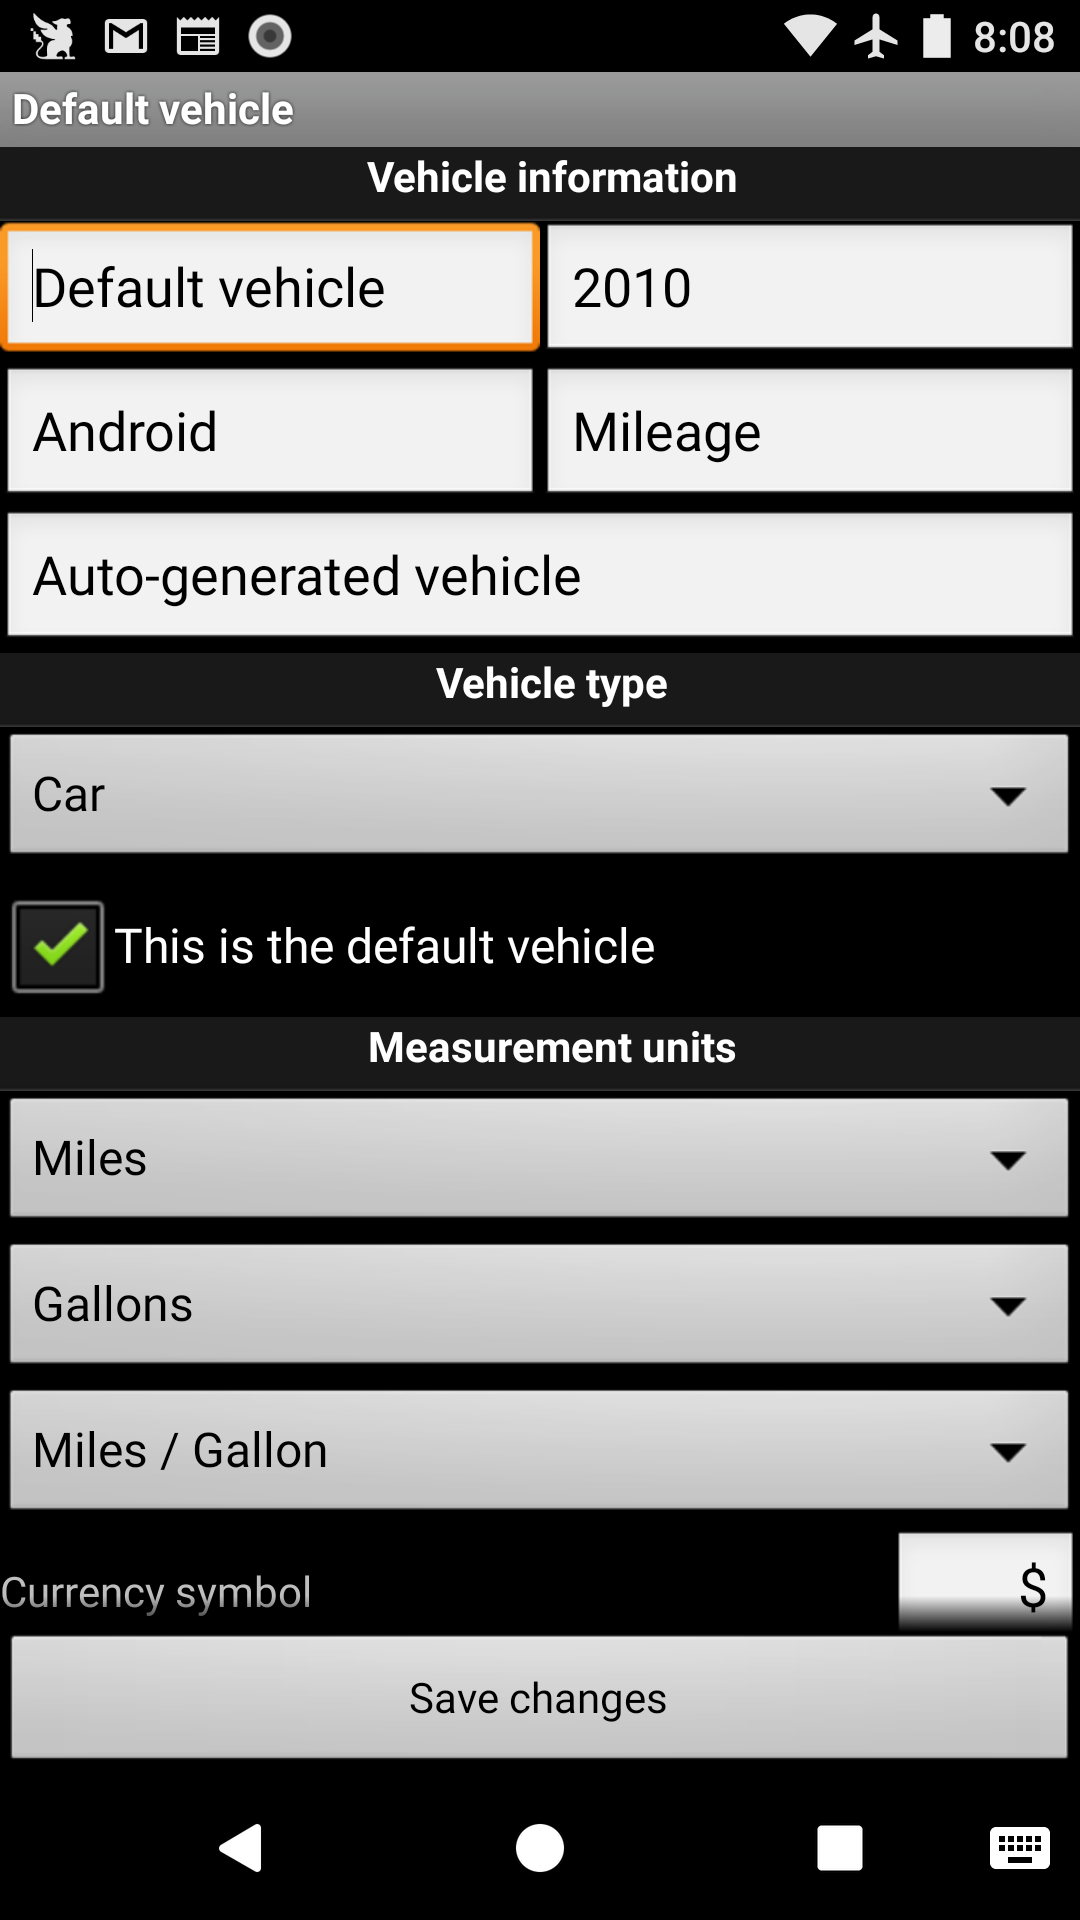 8:08
Default vehicle
Vehicle information
Default vehicle 2010
Android Mileage
Auto-generated vehicle
Vehicle type
Car
This is the default vehicle
Measurement units
Miles
Gallons
Miles / Gallon
Currency symbol $
Save changes